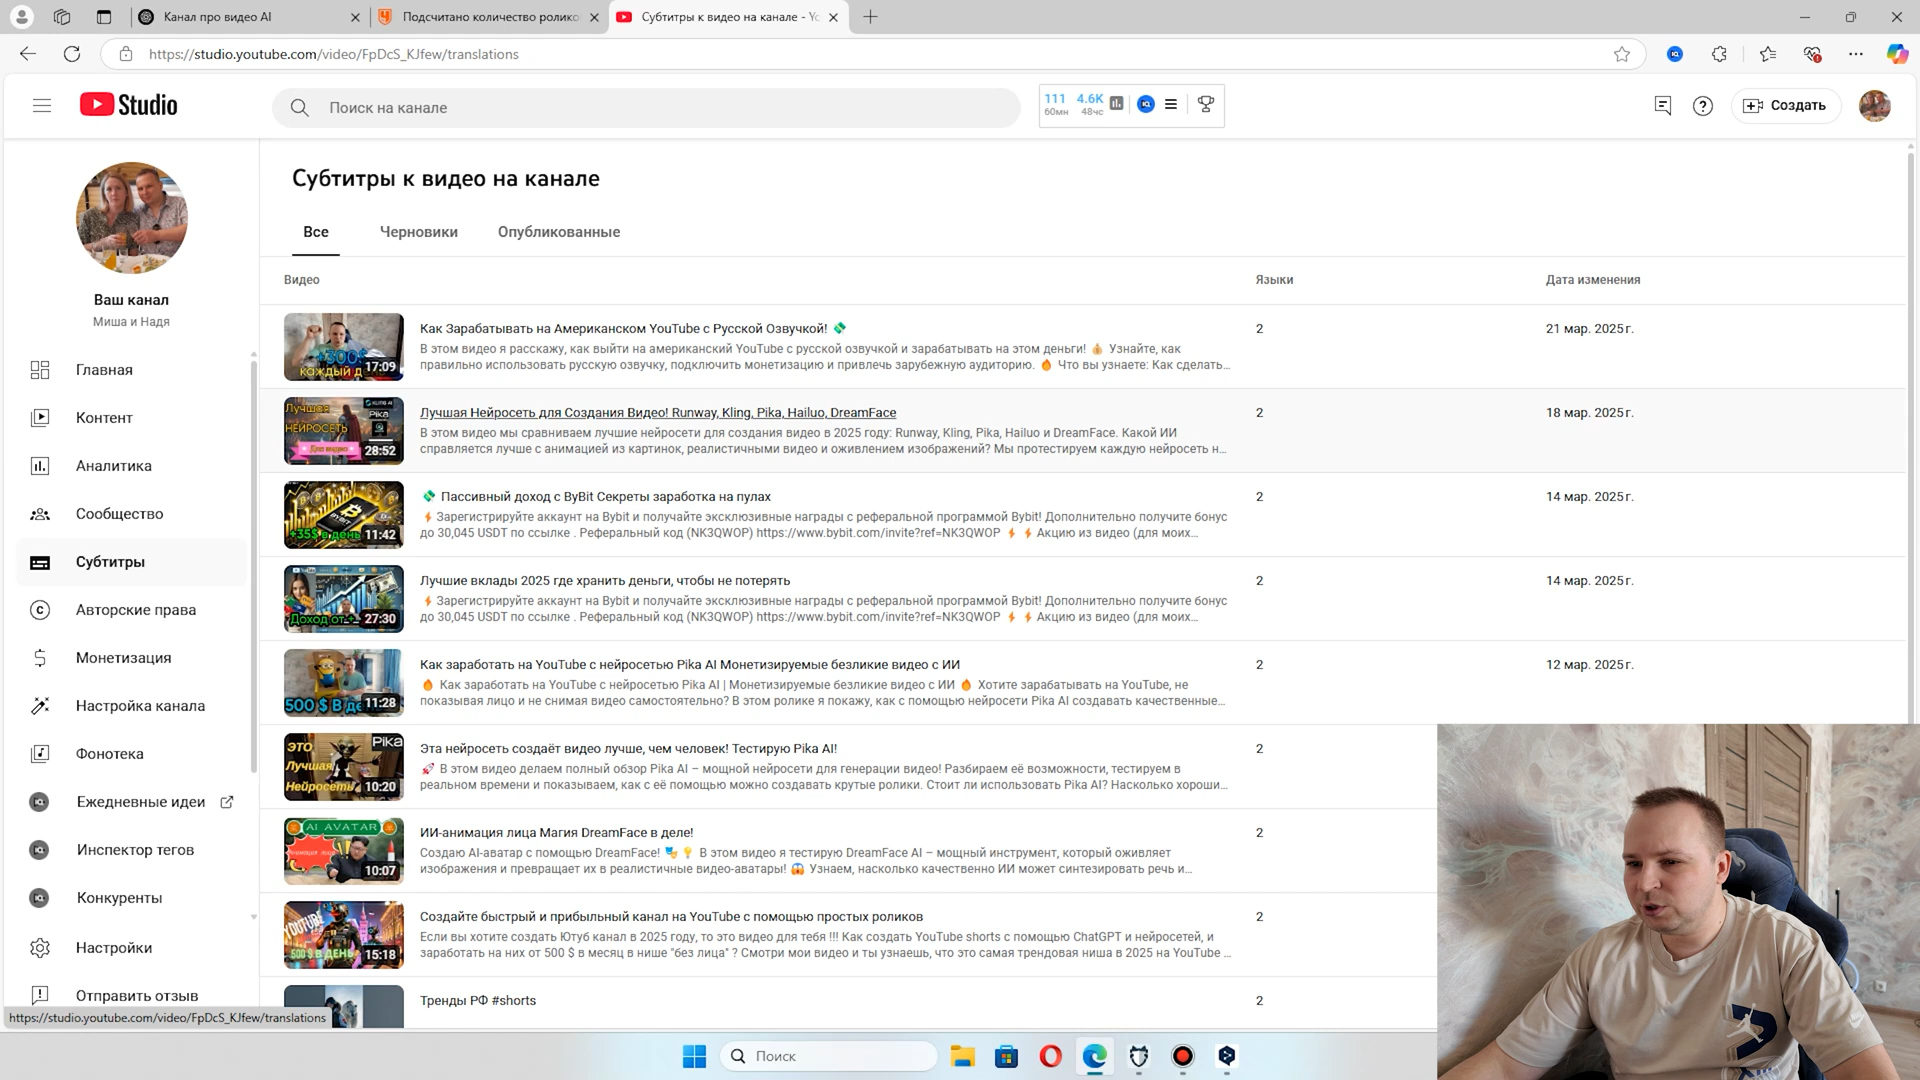 Канал про видео AI
Подсчитано количество ролико
Субтитры к видео на канале - Yo
https://studio.youtube.com/video/FpDcS_KJfew/translations
Studio
Поиск на канале
111 4.6K
60мн 48чс
Создать
Субтитры к видео на канале
Все Черновики Опубликованные
Видео Языки Дата изменения
Ваш канал
Миша и Надя
Главная
Контент
Аналитика
Сообщество
Субтитры
Авторские права
Монетизация
Настройка канала
Фонотека
Ежедневные идеи
Инспектор тегов
Конкуренты
Настройки
Отправить отзыв
+300$
каждый д 17:09
Как Зарабатывать на Американском YouTube с Русской Озвучкой! 2 21 мар. 2025 г.
В этом видео я расскажу, как выйти на американский YouTube с русской озвучкой и зарабатывать на этом деньги! 💰 Узнайте, как
правильно использовать русскую озвучку, подключить монетизацию и привлечь зарубежную аудиторию. 🔥 Что вы узнаете: Как сделать...
Лучшая
Pika
НЕЙРОСЕТЬ
28:52
Лучшая Нейросеть для Создания Видео! Runway, Kling, Pika, Hailuo, DreamFace 2 18 мар. 2025 г.
В этом видео мы сравниваем лучшие нейросети для создания видео в 2025 году: Runway, Kling, Pika, Hailuo и DreamFace. Какой ИИ
справляется лучше с анимацией из картинок, реалистичными видео и оживлением изображений? Мы протестируем каждую нейросеть н...
BYBIT
+35$ в день 11:42
💸 Пассивный доход с ByBit Секреты заработка на пулах 2 14 мар. 2025 г.
⚡Зарегистрируйте аккаунт на Bybit и получайте эксклюзивные награды с реферальной программой Bybit! Дополнительно получите бонус
до 30,045 USDT по ссылке . Реферальный код (NK3QWOP) https://www.bybit.com/invite?ref=NK3QWOP ⚡ ⚡ Акцию из видео (для моих...
Доход от 27:30
Лучшие вклады 2025 где хранить деньги, чтобы не потерять 2 14 мар. 2025 г.
⚡Зарегистрируйте аккаунт на Bybit и получайте эксклюзивные награды с реферальной программой Bybit! Дополнительно получите бонус
до 30,045 USDT по ссылке . Реферальный код (NK3QWOP) https://www.bybit.com/invite?ref=NK3QWOP ⚡ ⚡ Акцию из видео (для моих...
500 $ В де 11:28
Как заработать на YouTube с нейросетью Pika AI Монетизируемые безликие видео с ИИ 2 12 мар. 2025 г.
🔥 Как заработать на YouTube с нейросетью Pika AI | Монетизируемые безликие видео с ИИ 🔥 Хотите зарабатывать на YouTube, не
показывая лицо и не снимая видео самостоятельно? В этом ролике я покажу, как с помощью нейросети Pika AI создавать качественные...
ЭТО Pika
Лучшая
Нейросеть 10:20
Эта нейросеть создаёт видео лучше, чем человек! Тестирую Pika AI! 2
🚀 В этом видео делаем полный обзор Pika AI – мощной нейросети для генерации видео! Разбираем её возможности, тестируем в
реальном времени и показываем, как с её помощью можно создавать крутые ролики. Стоит ли использовать Pika AI? Насколько хороши...
AI AVATAR
10:07
ИИ-анимация лица Магия DreamFace в деле! 2
Создаю AI-аватар с помощью DreamFace! 🎭 💡 В этом видео я тестирую DreamFace AI – мощный инструмент, который оживляет
изображения и превращает их в реалистичные видео-аватары! 😱 Узнаем, насколько качественно ИИ может синтезировать речь и...
YOUTUBE
500 $ В ДЕНЬ 15:18
Создайте быстрый и прибыльный канал на YouTube с помощью простых роликов 2
Если вы хотите создать Ютуб канал в 2025 году, то это видео для тебя !!! Как создать YouTube shorts с помощью ChatGPT и нейросетей, и
заработать на них от 500 $ в месяц в нише "без лица" ? Смотри мои видео и ты узнаешь, что это самая трендовая ниша в 2025 на YouTube ...
Тренды РФ #shorts 2
https://studio.youtube.com/video/FpDcS_KJfew/translations
Поиск